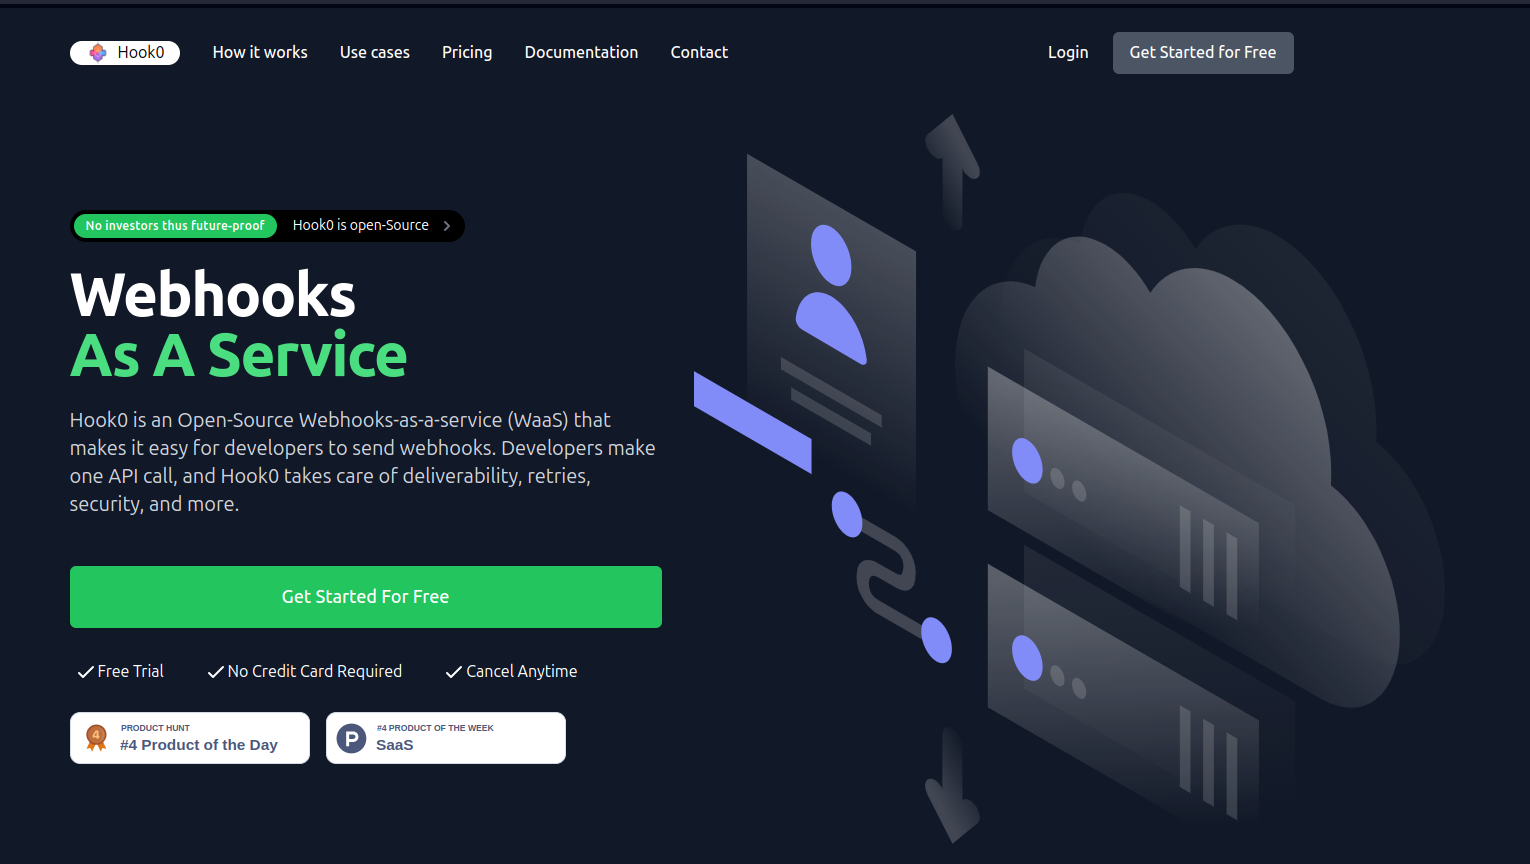 Hook0 How it works Use cases Pricing Documentation Contact Login Get Started for Free
No investors thus future-proof Hook0 is open-Source
Webhooks
As A Service
Hook0 is an Open-Source Webhooks-as-a-service (WaaS) that
makes it easy for developers to send webhooks. Developers make
one API call, and Hook0 takes care of deliverability, retries,
security, and more.
Get Started For Free
Free Trial No Credit Card Required Cancel Anytime
4
PRODUCT HUNT
#4 Product of the Day
P
#4 PRODUCT OF THE WEEK
SaaS